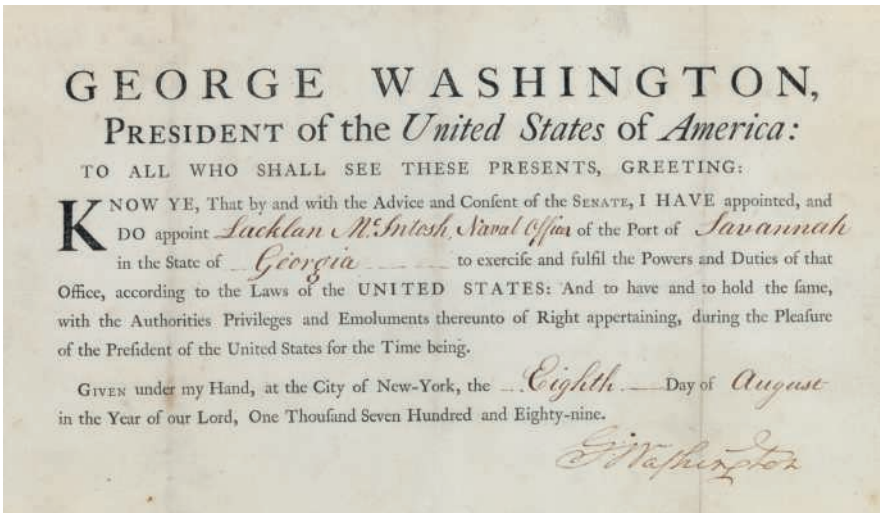 GEORGE WASHINGTON,
PRESIDENT of the United States of America:
TO ALL WHO SHALL SEE THESE PRESENTS, GREETING:
KNOW YE, That by and with the Advice and Conſent of the SENATE, I HAVE appointed, and
DO appoint Lachlan McIntosh, Naval Officer of the Port of Savannah
in the State of Georgia to exerciſe and fulfil the Powers and Duties of that
Office, according to the Laws of the UNITED STATES: And to have and to hold the ſame,
with the Authorities Privileges and Emoluments thereunto of Right appertaining, during the Pleaſure
of the Preſident of the United States for the Time being.
GIVEN under my Hand, at the City of New-York, the Eighth Day of August
in the Year of our Lord, One Thouſand Seven Hundred and Eighty-nine.
G Washington